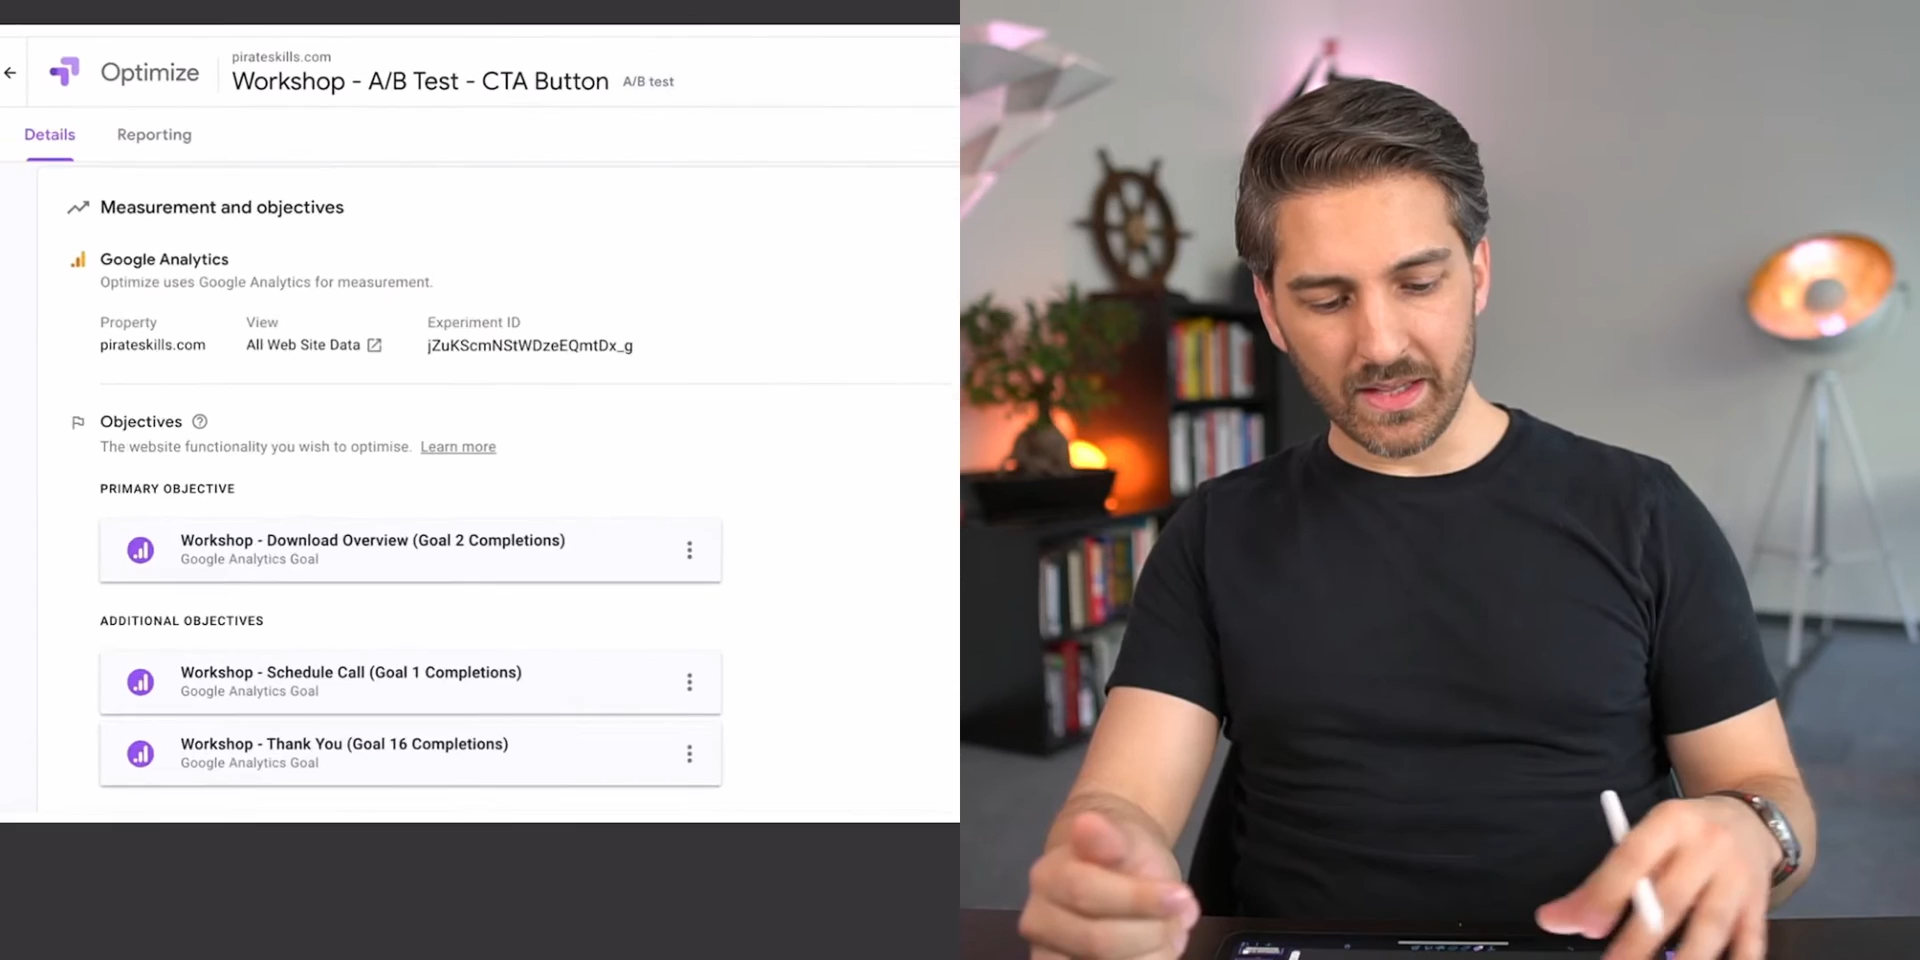 pirateskills.com
Optimize
Workshop - A/B Test - CTA Button A/B test
Details Reporting
Measurement and objectives
Google Analytics
Optimize uses Google Analytics for measurement.
Property View Experiment ID
pirateskills.com All Web Site Data jZuKScmNStWDzeEQmtDx_g
Objectives
The website functionality you wish to optimise. Learn more
PRIMARY OBJECTIVE
Workshop - Download Overview (Goal 2 Completions)
Google Analytics Goal
ADDITIONAL OBJECTIVES
Workshop - Schedule Call (Goal 1 Completions)
Google Analytics Goal
Workshop - Thank You (Goal 16 Completions)
Google Analytics Goal